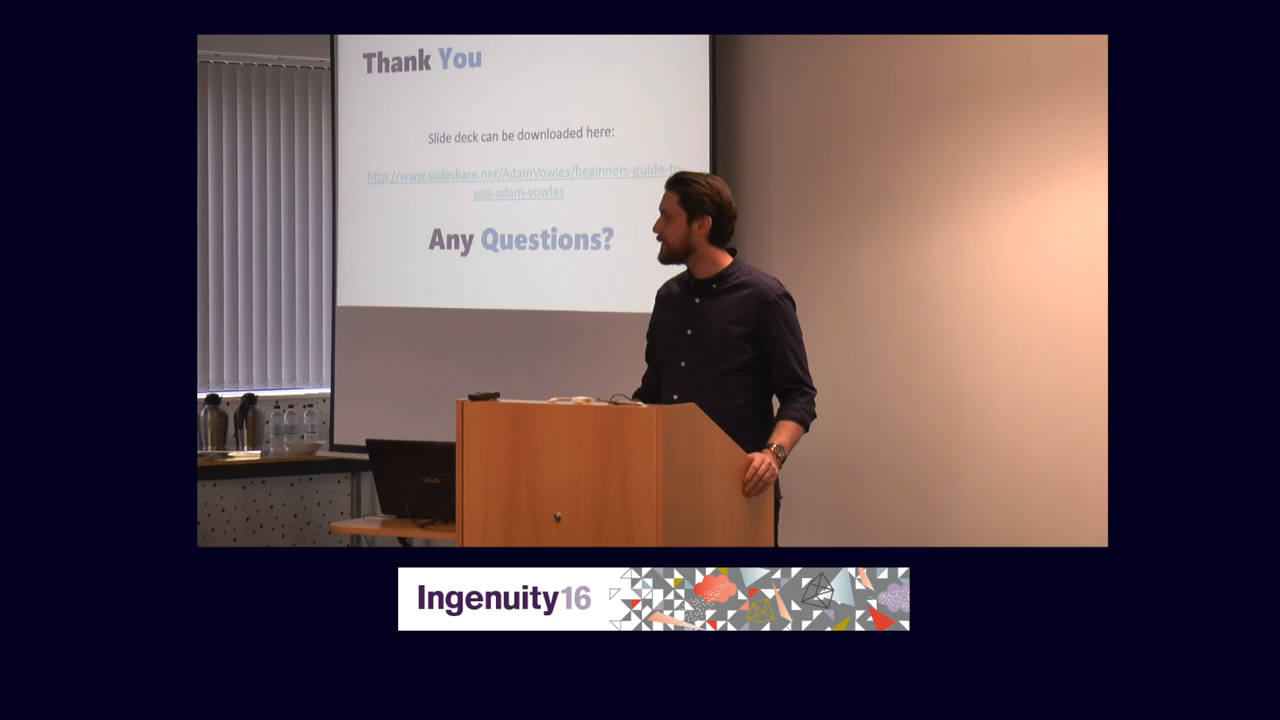 Thank You
Slide deck can be downloaded here:
http://www.slideshare.net/AdamVowles/beginners-guide-to-
seo-adam-vowles
Any Questions?
Ingenuity16